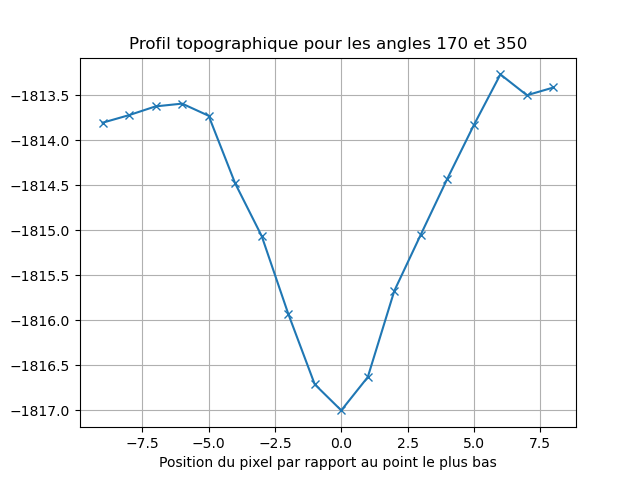 Profil topographique pour les angles 170 et 350
−1813.5
−1814.0
−1814.5
−1815.0
−1815.5
−1816.0
−1816.5
−1817.0
−7.5 −5.0 −2.5 0.0 2.5 5.0 7.5
Position du pixel par rapport au point le plus bas